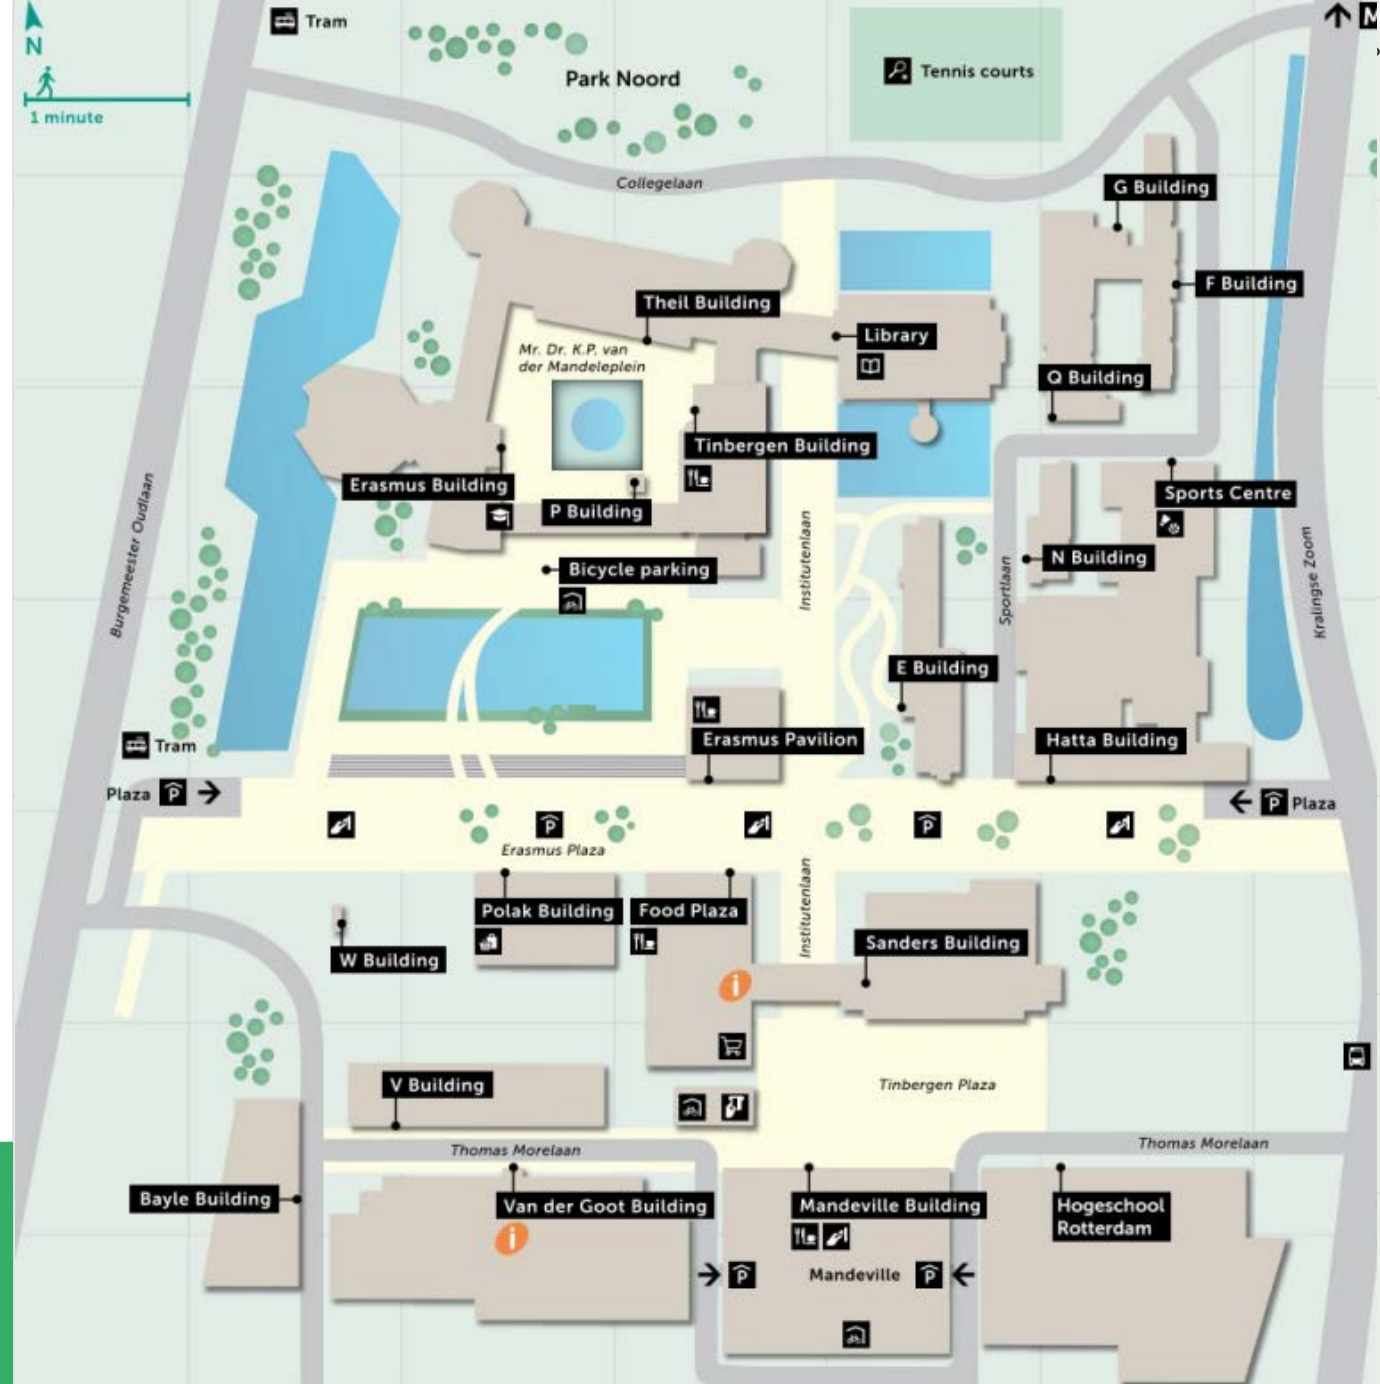 Tram
N
1 minute
Park Noord
Tennis courts
M
Collegelaan
G Building
F Building
Theil Building
Library
Mr. Dr. K.P. van
der Mandeleplein
Q Building
Tinbergen Building
Erasmus Building
P Building
Sports Centre
Burgemeester Oudlaan
Institutenlaan
Sportlaan
Kralingse Zoom
Bicycle parking
N Building
E Building
Tram
Erasmus Pavilion
Hatta Building
Plaza P
P Plaza
P
P
Erasmus Plaza
Institutenlaan
Polak Building
Food Plaza
W Building
Sanders Building
i
V Building
Tinbergen Plaza
Thomas Morelaan
Thomas Morelaan
Bayle Building
Van der Goot Building
Mandeville Building
Hogeschool
Rotterdam
i
P
Mandeville P